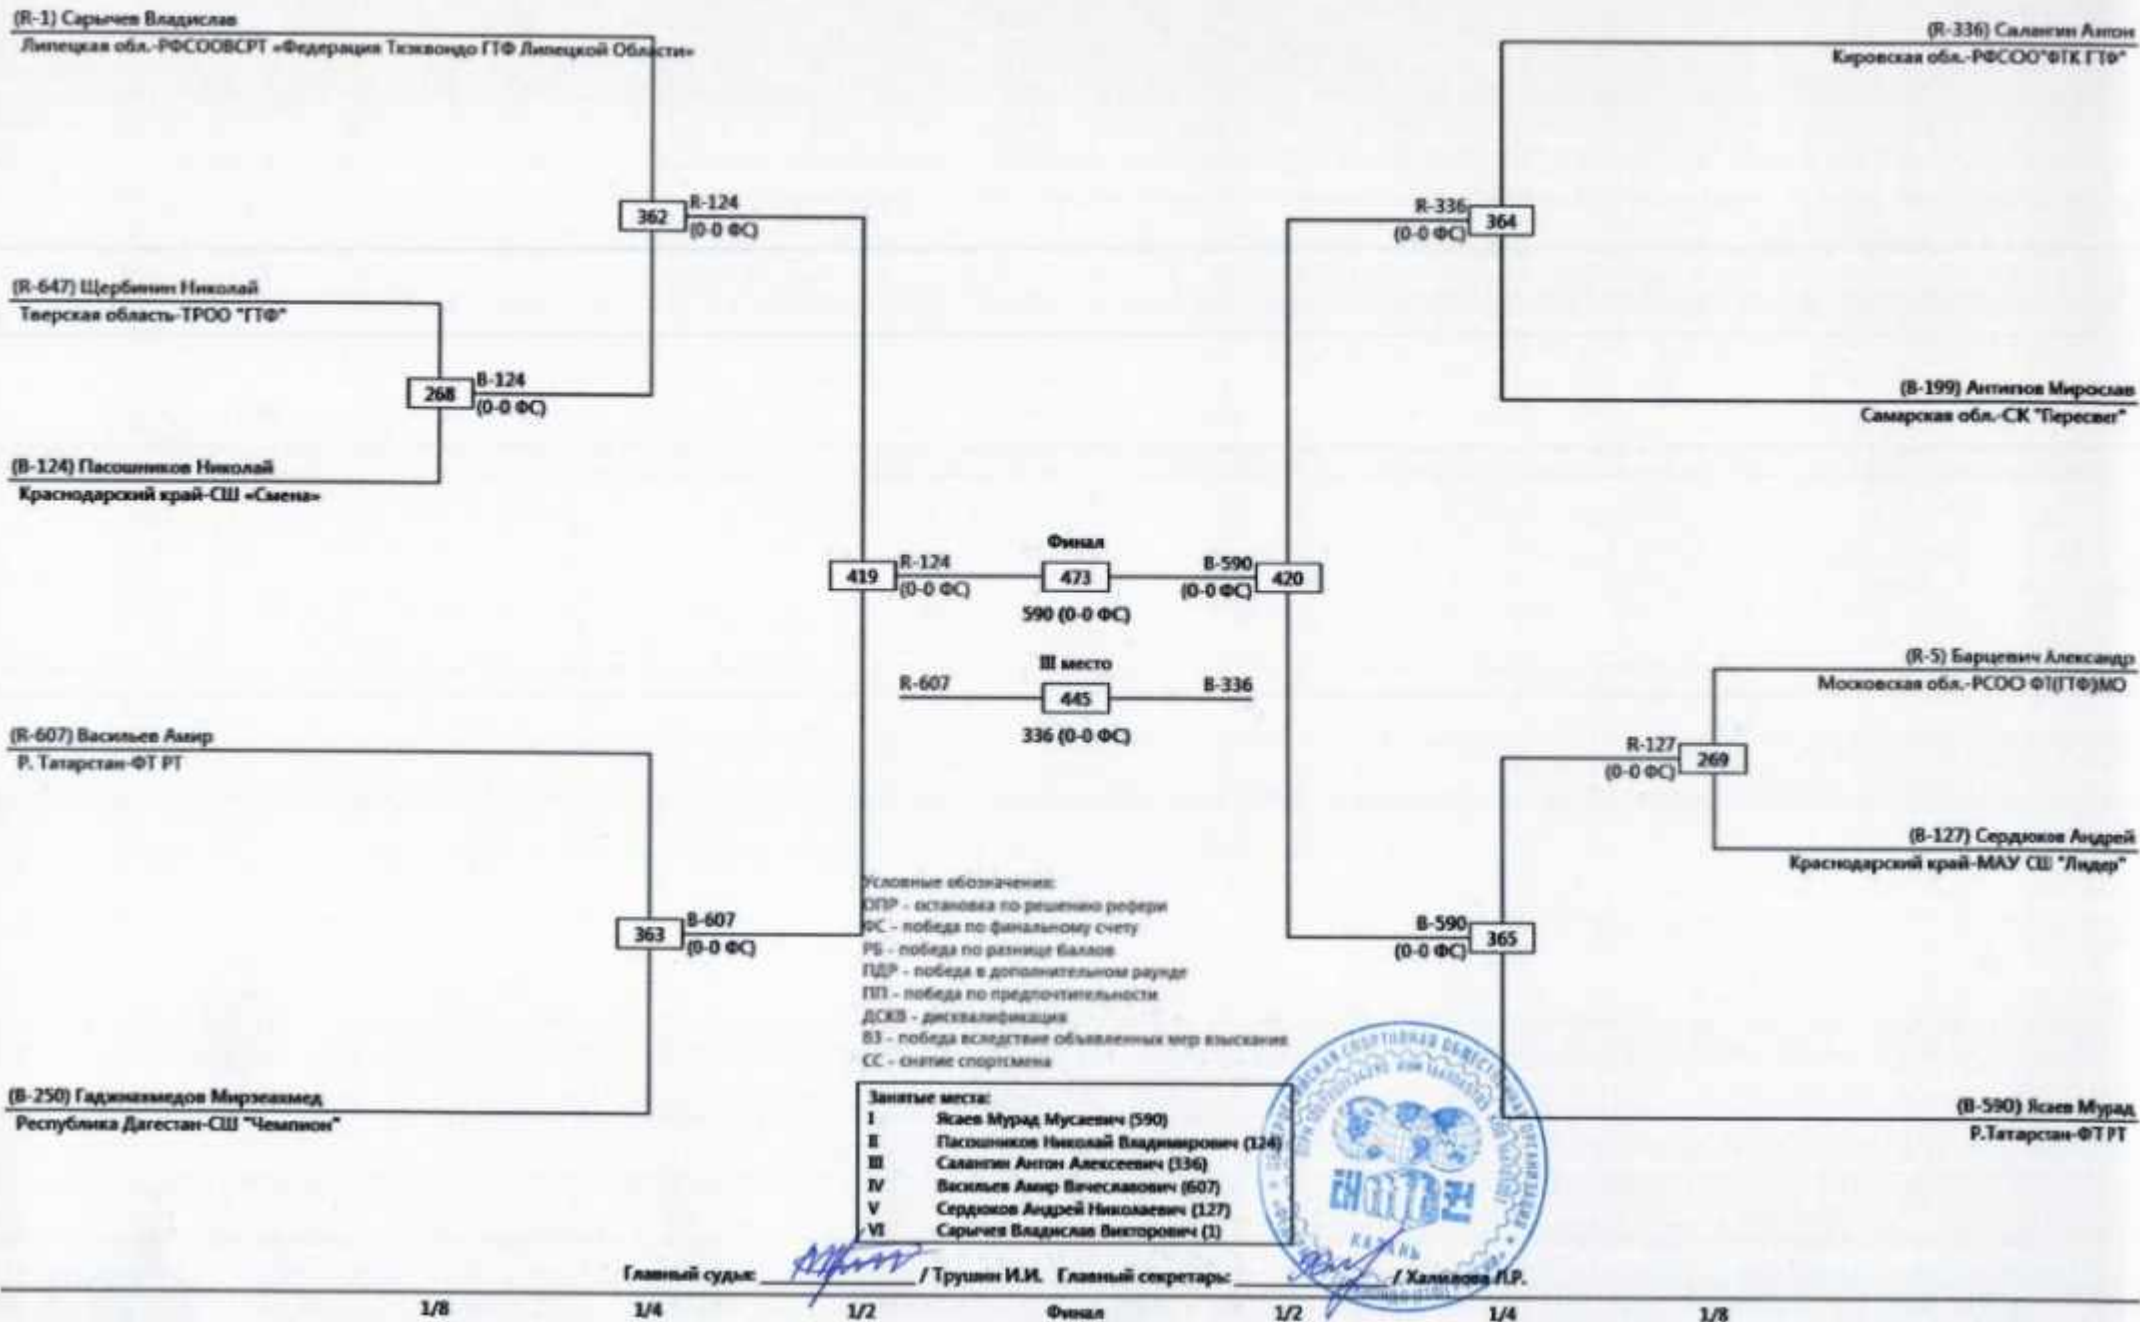 (R-1) Сарычев Владислав
Липецкая обл.-РФСООВСРТ «Федерация Тхэквондо ГТФ Липецкой Области»
(R-336) Салангин Антон
Кировская обл.-РФСОО"ФТК ГТФ"
362
R-124
(0-0 ФС)
R-336
(0-0 ФС)
364
(R-647) Щербинин Николай
Тверская область-ТРОО "ГТФ"
268
B-124
(0-0 ФС)
(B-199) Антипов Мирослав
Самарская обл.-СК "Пересвет"
(B-124) Пасошников Николай
Краснодарский край-СШ «Смена»
419
R-124
(0-0 ФС)
Финал
473
590 (0-0 ФС)
B-590
(0-0 ФС)
420
III место
R-607
445
B-336
336 (0-0 ФС)
(R-5) Барцевич Александр
Московская обл.-РСОО ФТ(ГТФ)МО
(R-607) Васильев Амир
Р. Татарстан-ФТ РТ
R-127
(0-0 ФС)
269
(B-127) Сердюков Андрей
Краснодарский край-МАУ СШ "Лидер"
363
B-607
(0-0 ФС)
B-590
(0-0 ФС)
365
Условные обозначения:
ОПР - остановка по решению рефери
ФС - победа по финальному счету
РБ - победа по разнице баллов
ПДР - победа в дополнительном раунде
ПП - победа по предпочтительности
ДСКВ - дисквалификация
ВЗ - победа вследствие объявленных мер взыскания
СС - снятие спортсмена
(B-250) Гаджиахмедов Мирзеахмед
Республика Дагестан-СШ "Чемпион"
(B-590) Ясаев Мурад
Р.Татарстан-ФТ РТ
Занятые места:
I Ясаев Мурад Мусаевич (590)
II Пасошников Николай Владимирович (124)
III Салангин Антон Алексеевич (336)
IV Васильев Амир Вячеславович (607)
V Сердюков Андрей Николаевич (127)
VI Сарычев Владислав Викторович (1)
КАЗАНЬ
Главный судья: / Трушин И.И. Главный секретарь: / Халилова Л.Р.
1/8 1/4 1/2 Финал 1/2 1/4 1/8